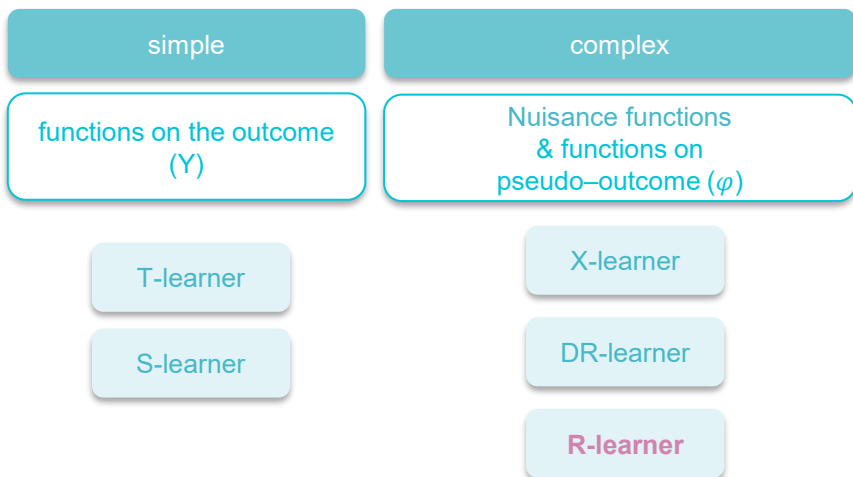 simple
complex
functions on the outcome
(Y)
Nuisance functions
& functions on
pseudo–outcome (𝜑)
T-learner
S-learner
X-learner
DR-learner
R-learner